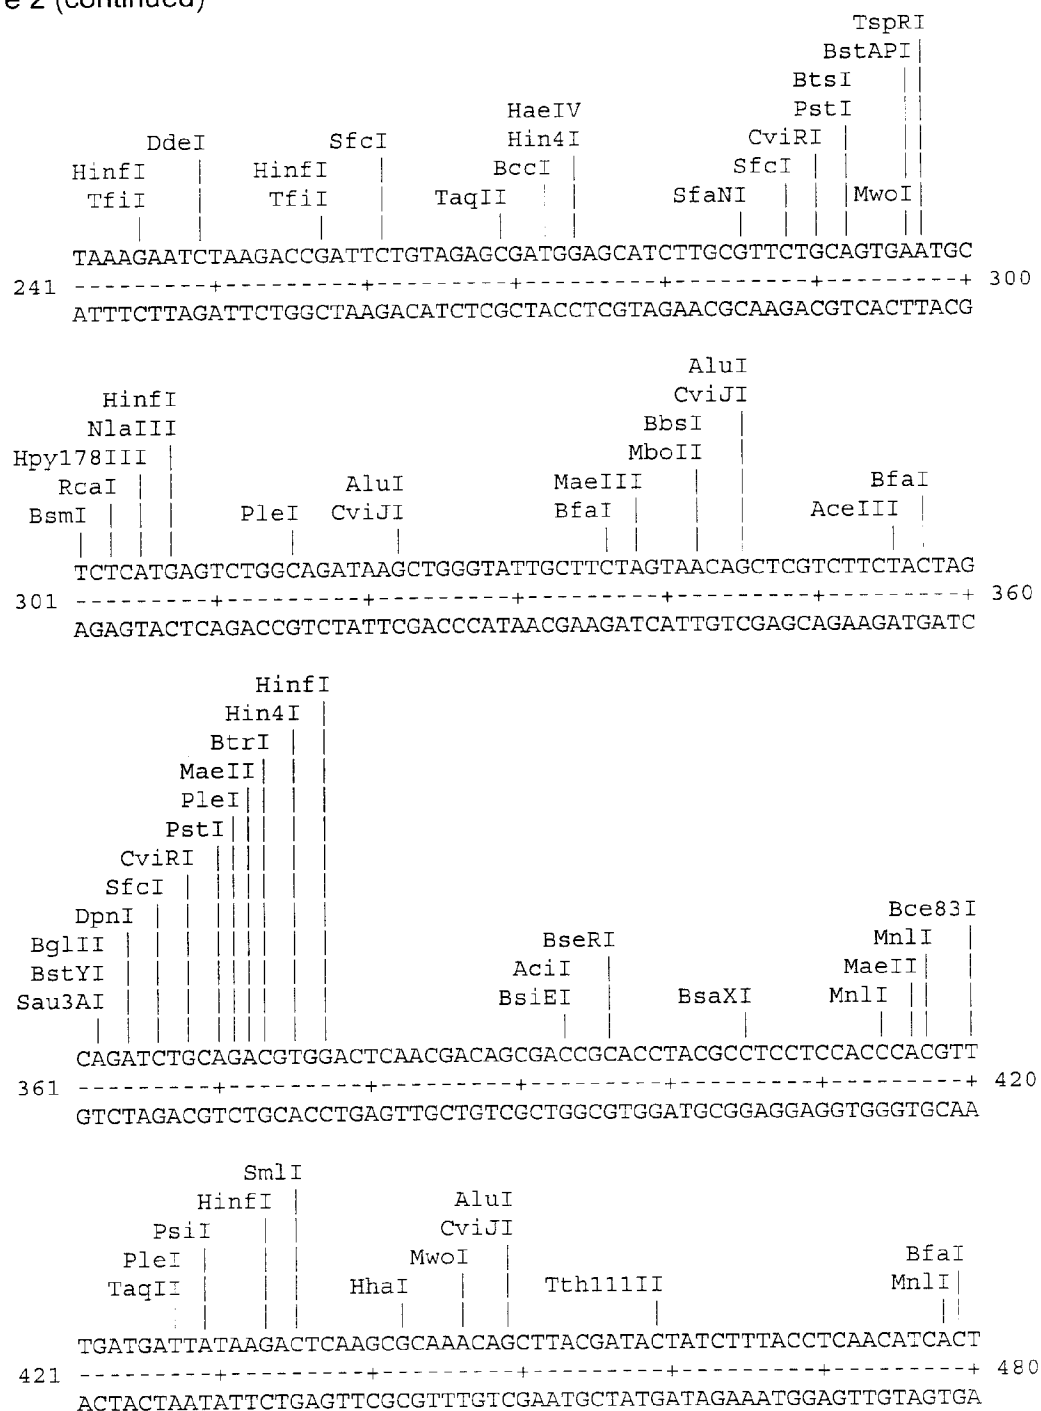 e 2 (continued)
TspRI
BstAPI
BtsI
HaeIV PstI
DdeI SfcI Hin4I CviRI
HinfI HinfI BccI SfcI
TfiI TfiI TaqII SfaNI MwoI
TAAAGAATCTAAGACCGATTCTGTAGAGCGATGGAGCATCTTGCGTTCTGCAGTGAATGC
241 ---------+---------+---------+---------+---------+---------+ 300
ATTTCTTAGATTCTGGCTAAGACATCTCGCTACCTCGTAGAACGCAAGACGTCACTTACG
AluI
HinfI CviJI
NlaIII BbsI
Hpy178III MboII
RcaI AluI MaeIII BfaI
BsmI PleI CviJI BfaI AceIII
TCTCATGAGTCTGGCAGATAAGCTGGGTATTGCTTCTAGTAACAGCTCGTCTTCTACTAG
301 ---------+---------+---------+---------+---------+---------+ 360
AGAGTACTCAGACCGTCTATTCGACCCATAACGAAGATCATTGTCGAGCAGAAGATGATC
HinfI
Hin4I
BtrI
MaeII
PleI
PstI
CviRI
SfcI
DpnI Bce83I
BglII BseRI MnlI
BstYI AciI MaeII
Sau3AI BsiEI BsaXI MnlI
CAGATCTGCAGACGTGGACTCAACGACAGCGACCGCACCTACGCCTCCTCCACCCACGTT
361 ---------+---------+---------+---------+---------+---------+ 420
GTCTAGACGTCTGCACCTGAGTTGCTGTCGCTGGCGTGGATGCGGAGGAGGTGGGTGCAA
SmlI
HinfI AluI
PsiI CviJI
PleI MwoI BfaI
TaqII HhaI Tth111II MnlI
TGATGATTATAAGACTCAAGCGCAAACAGCTTACGATACTATCTTTACCTCAACATCACT
421 ---------+---------+---------+---------+---------+---------+ 480
ACTACTAATATTCTGAGTTCGCGTTTGTCGAATGCTATGATAGAAATGGAGTTGTAGTGA